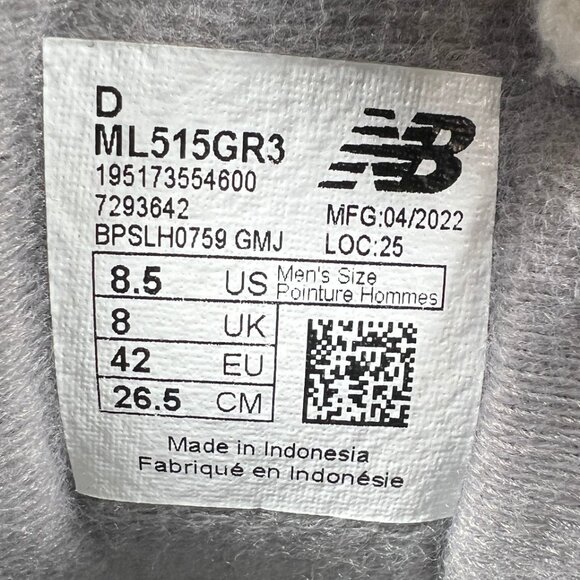 D
ML515GR3
195173554600
7293642
BPSLH0759 GMJ
NB
MFG:04/2022
LOC:25
8.5 US Men's Size
Pointure Hommes
8 UK
42 EU
26.5 CM
Made in Indonesia
Fabriqué en Indonésie